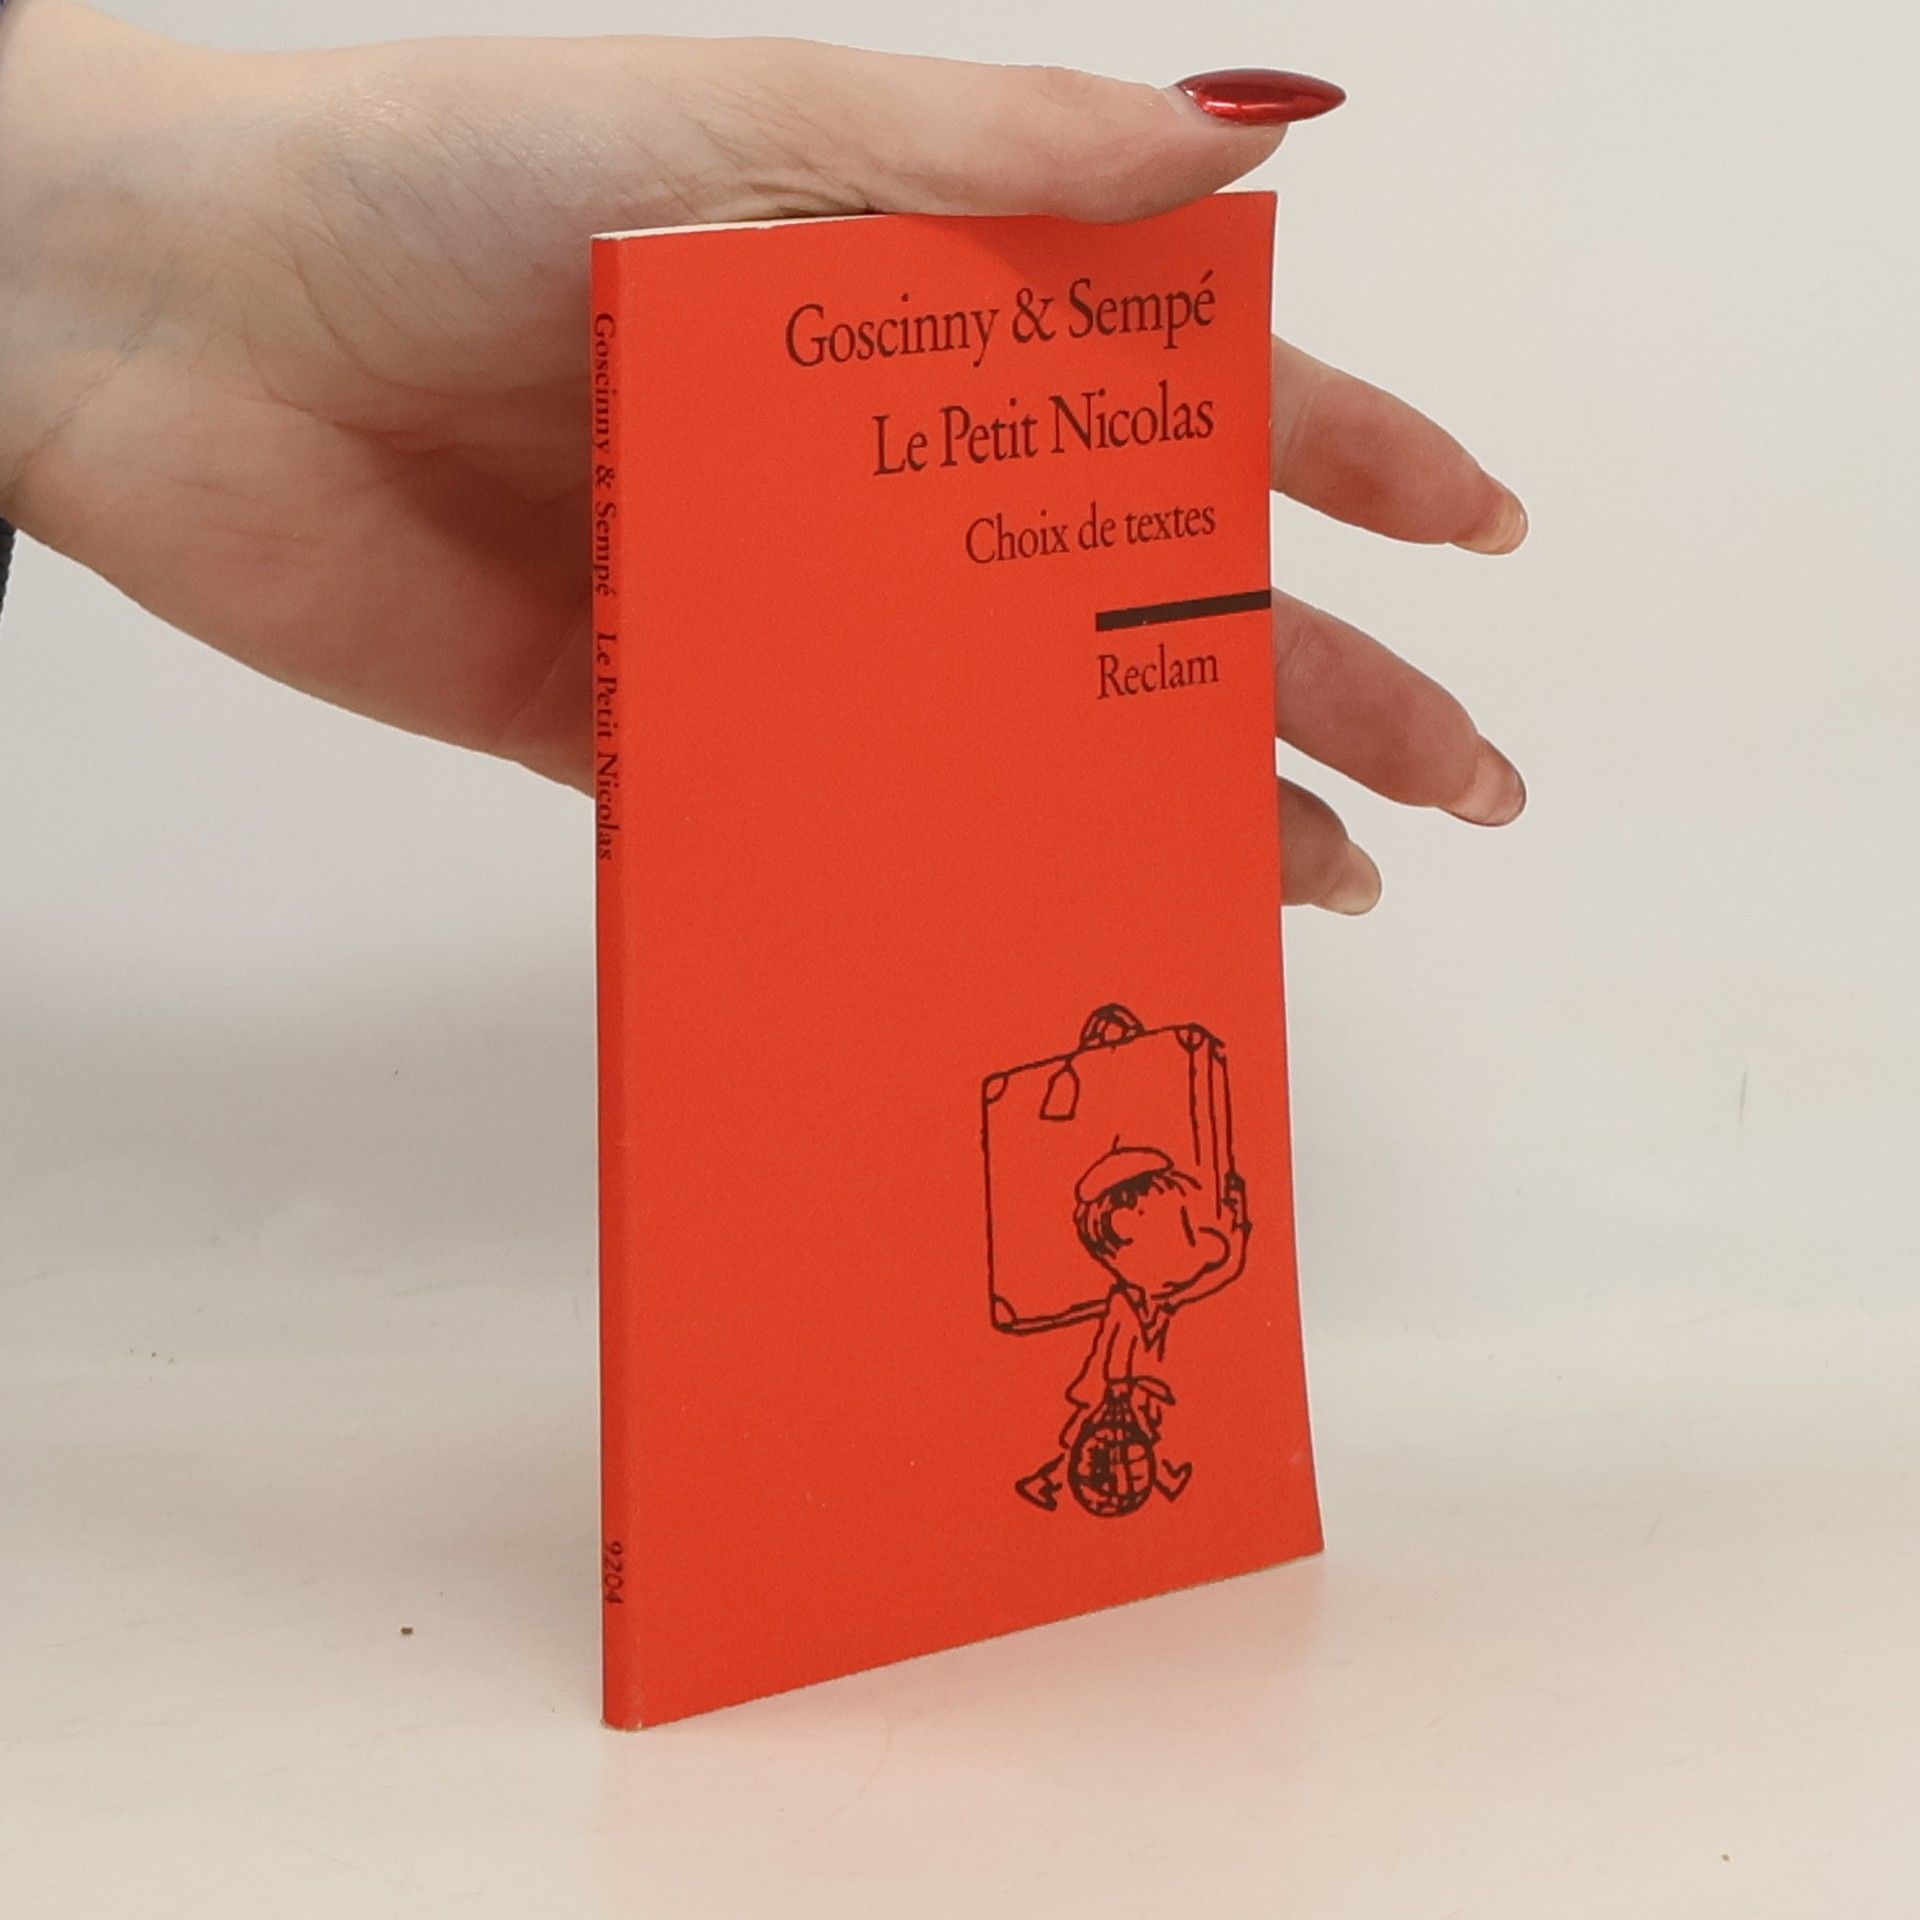 Goscinny & Sempé
Le Petit Nicolas
Choix de textes
Reclam
Goscinny & Sempé Le Petit Nicolas
9204